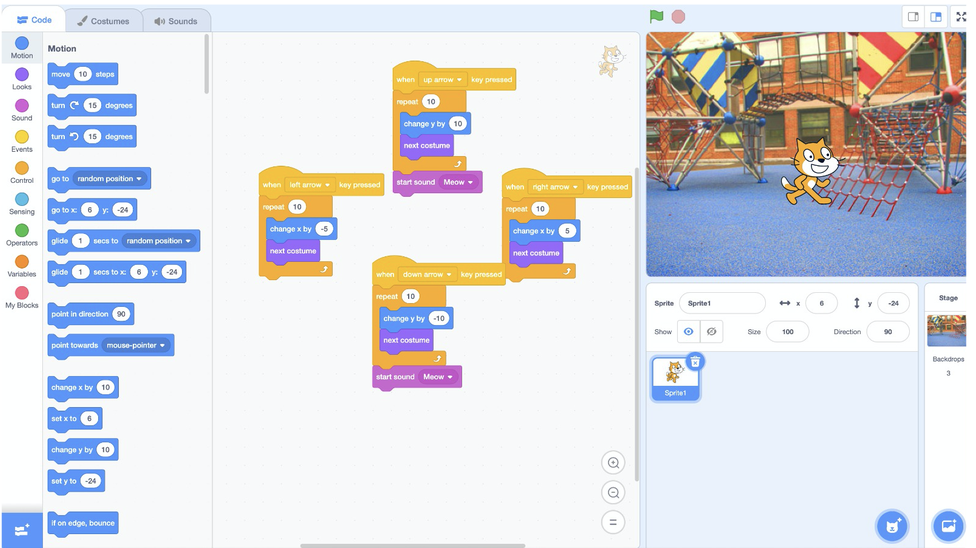 Code
Costumes
Sounds
Motion
Looks
Sound
Events
Control
Sensing
Operators
Variables
My Blocks
Motion
move 10 steps
turn 15 degrees
turn 15 degrees
go to random position
go to x: 6 y: -24
glide 1 secs to random position
glide 1 secs to x: 6 y: -24
point in direction 90
point towards mouse-pointer
change x by 10
set x to 6
change y by 10
set y to -24
if on edge, bounce
when up arrow key pressed
repeat 10
change y by 10
next costume
start sound Meow
when left arrow key pressed
repeat 10
change x by -5
next costume
when right arrow key pressed
repeat 10
change x by 5
next costume
when down arrow key pressed
repeat 10
change y by -10
next costume
start sound Meow
Sprite Sprite1 x 6 y -24
Show Size 100 Direction 90
Sprite1
Stage
Backdrops
3